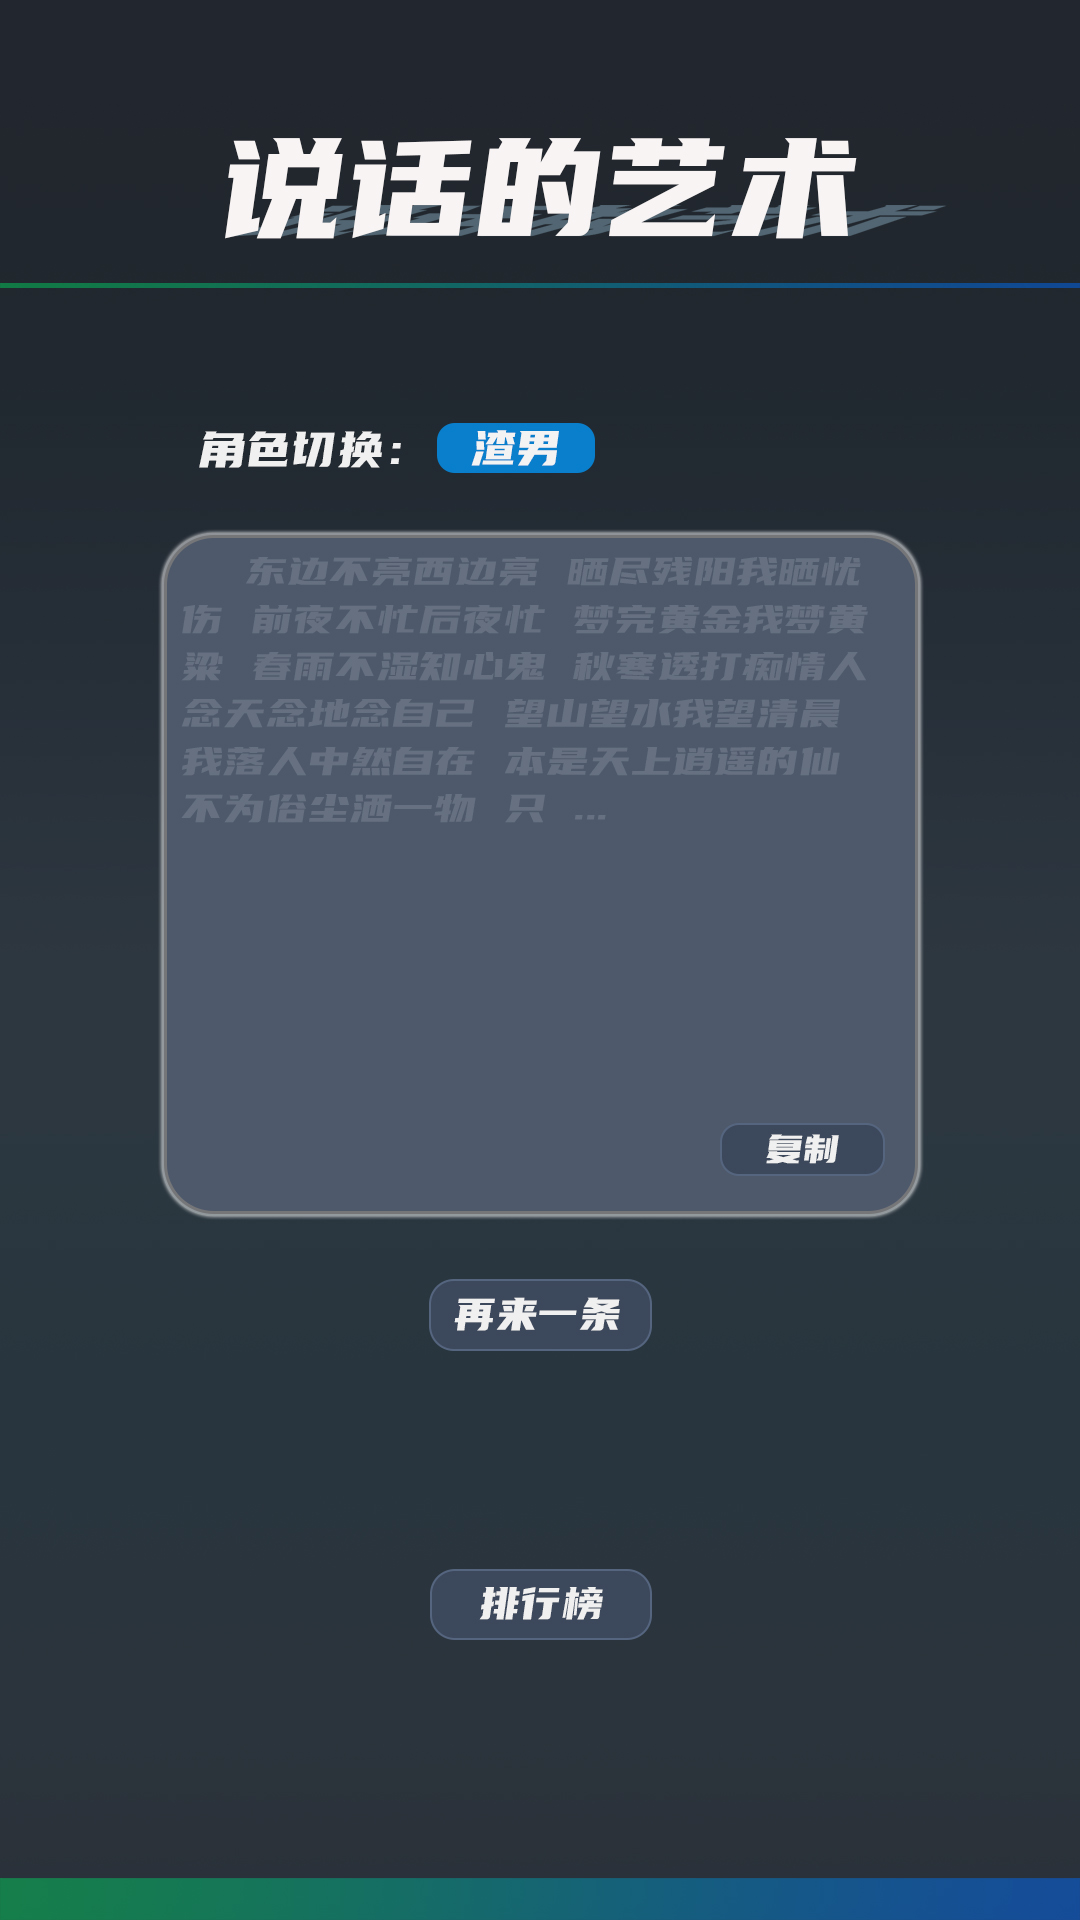 说话的艺术
角色切换： 渣男
东边不亮西边亮 晒尽残阳我晒忧
伤 前夜不忙后夜忙 梦完黄金我梦黄
粱 春雨不湿知心鬼 秋寒透打痴情人
念天念地念自己 望山望水我望清晨
我落人中然自在 本是天上逍遥的仙
不为俗尘洒一物 只 ...
复制
再来一条
排行榜